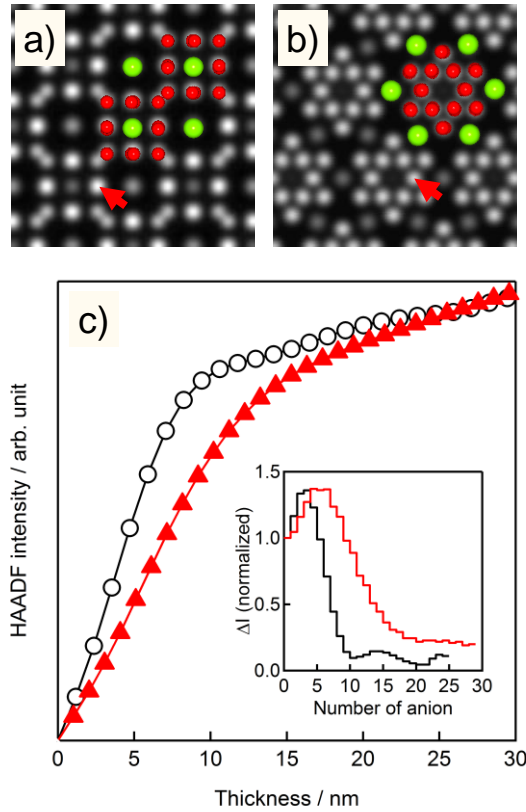 a)
b)
c)
HAADF intensity / arb. unit
ΔI (normalized)
1.5
1.0
0.5
0.0
0 5 10 15 20 25 30
Number of anion
0 5 10 15 20 25 30
Thickness / nm